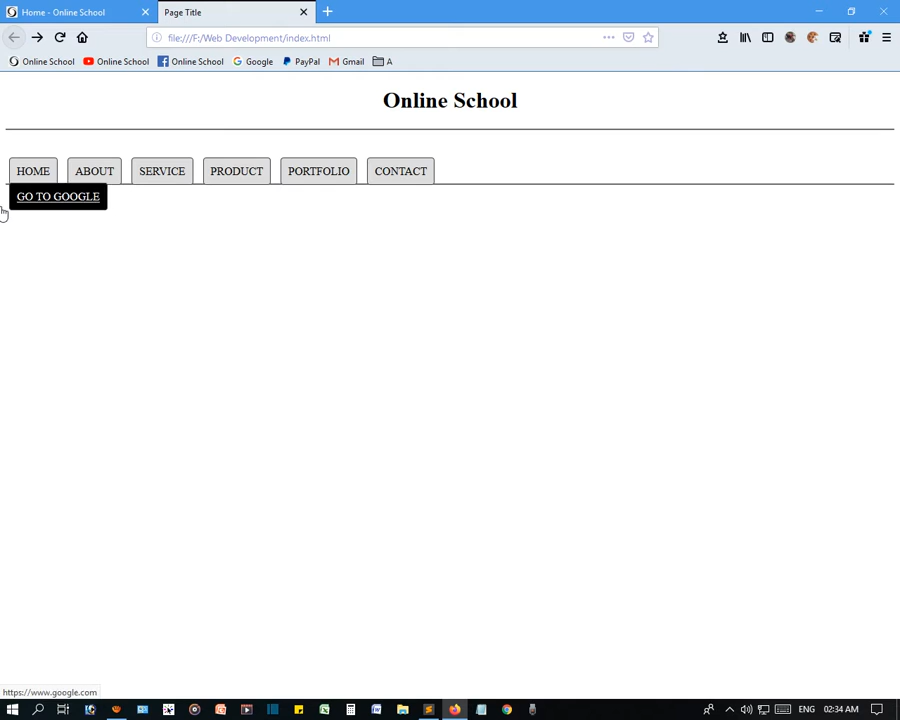 Home - Online School
Page Title
file:///F:/Web Development/index.html
Online School
Online School
Online School
Google
PayPal
Gmail
A
Online School
HOME
ABOUT
SERVICE
PRODUCT
PORTFOLIO
CONTACT
GO TO GOOGLE
https://www.google.com
ENG
02:34 AM